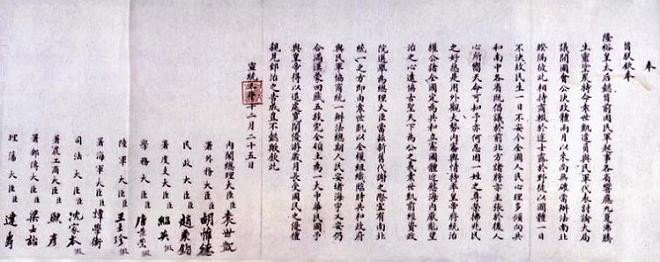 奉
旨朕欽奉
隆裕皇太后懿旨前因民軍起事各省響應九夏沸騰
生靈塗炭特命袁世凱遣員與民軍代表討論大局
議開國會公決政體兩月以來尚無確當辦法南北
暌隔彼此相持商輟於途士露於野徒以國體一日
不決故民生一日不安今全國人民心理多傾向共
和南中各省既倡議於前北方諸將亦主張於後人
心所嚮天命可知予亦何忍因一姓之尊榮拂兆民
之好惡是用外觀大勢內審輿情特率皇帝將統治
權公諸全國定為共和立憲國體近慰海內厭亂望
治之心遠協古聖天下為公之義袁世凱前經資政
院選舉為總理大臣當茲新舊代謝之際宜有南北
統一之方即由袁世凱以全權組織臨時共和政府
與民軍協商統一辦法總期人民安堵海宇乂安仍
合滿漢蒙回藏五族完全領土為一大中華民國予
與皇帝得以退處寬閒優游歲月長受國民之優禮
親見郅治之告成豈不懿歟欽此
宣統三年十二月二十五日
內閣總理大臣袁世凱
署外務大臣胡惟德
民政大臣趙秉鈞
署度支大臣紹英假
學務大臣唐景崇假
陸軍大臣王士珍假
署海軍大臣譚學衡
司法大臣沈家本假
署農工商大臣熙彥
署郵傳大臣梁士詒
理藩大臣達壽